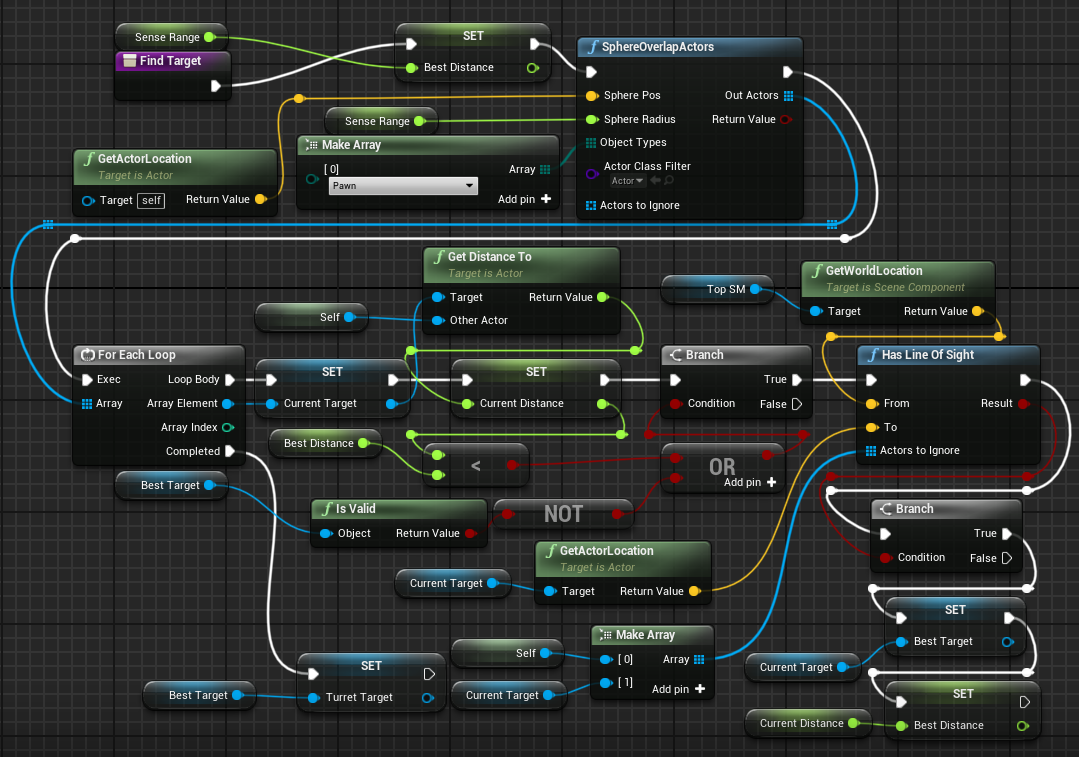 Sense Range
SET
Find Target
Best Distance
SphereOverlapActors
Sphere Pos
Out Actors
Sense Range
Sphere Radius
Return Value
Make Array
Object Types
[ 0]
Array
Pawn
Add pin +
Actor Class Filter
Actor
Actors to Ignore
GetActorLocation
Target is Actor
Target self
Return Value
Get Distance To
Target is Actor
Target
Return Value
Other Actor
Self
Top SM
GetWorldLocation
Target is Scene Component
Target
Return Value
For Each Loop
Exec
Loop Body
Array
Array Element
Array Index
Completed
SET
Current Target
SET
Current Distance
Branch
True
Condition
False
Has Line Of Sight
From
Result
To
Actors to Ignore
Best Distance
<
OR
Add pin +
Best Target
Is Valid
Object
Return Value
NOT
Branch
True
Condition
False
GetActorLocation
Target is Actor
Current Target
Target
Return Value
SET
Best Target
Current Target
Make Array
Self
[ 0]
Array
Current Target
[ 1]
Add pin +
SET
Best Target
Turret Target
SET
Current Distance
Best Distance